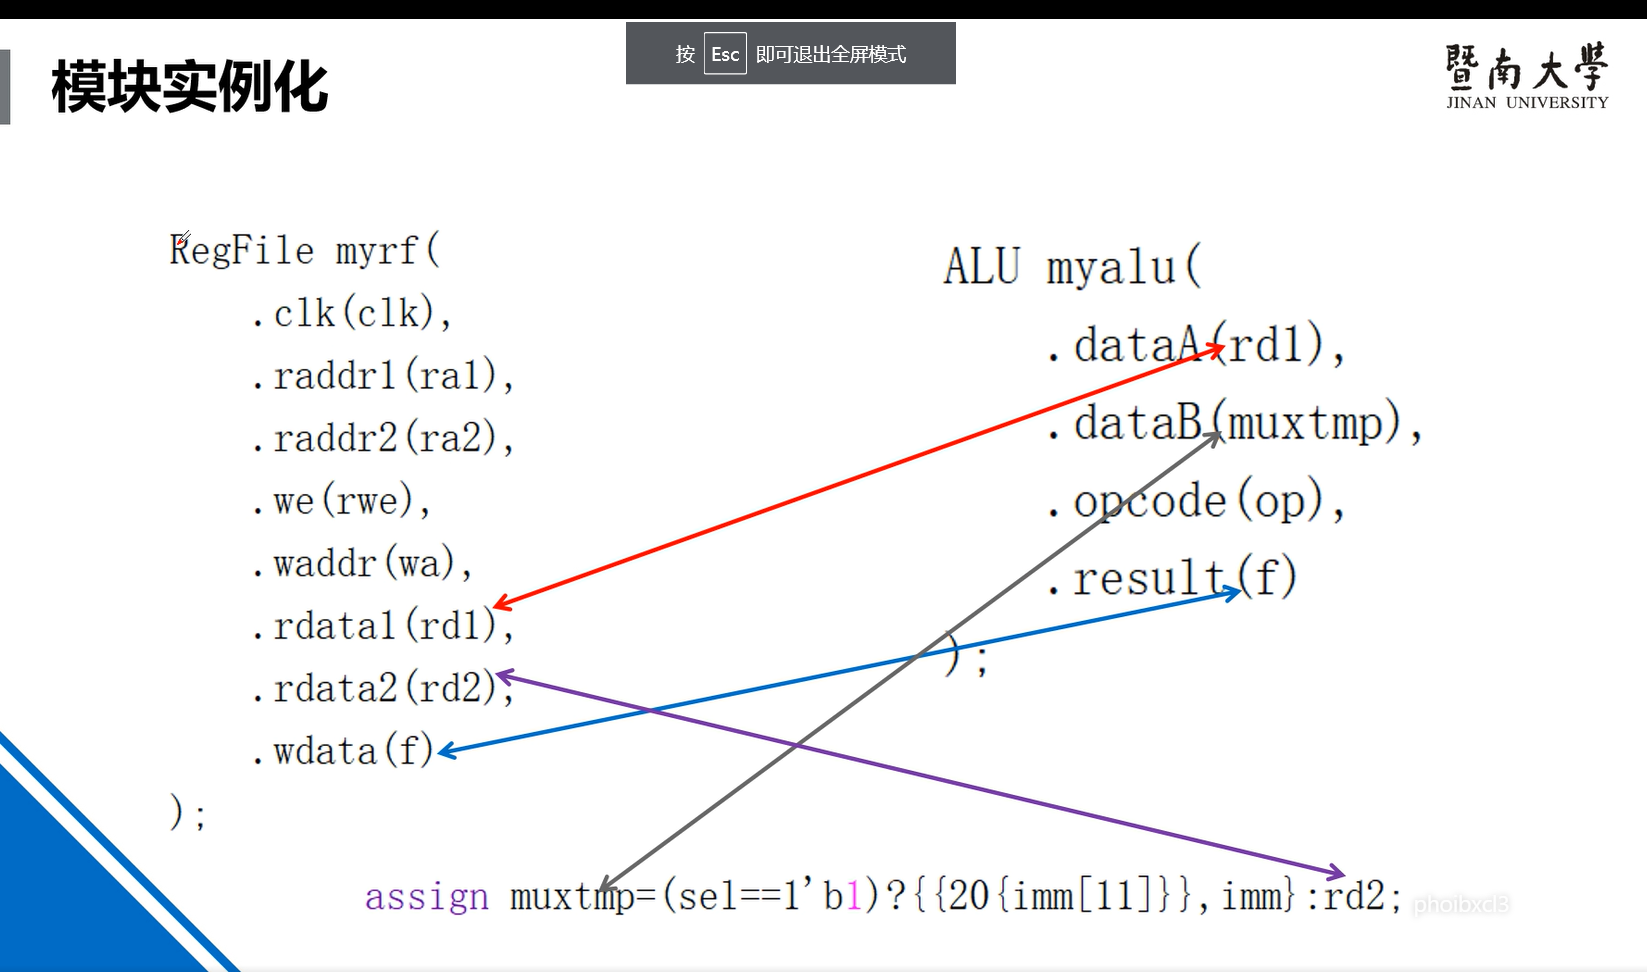 按 Esc 即可退出全屏模式
模块实例化
暨南大学
JINAN UNIVERSITY
RegFile myrf(
.clk(clk),
.raddr1(ra1),
.raddr2(ra2),
.we(rwe),
.waddr(wa),
.rdata1(rd1),
.rdata2(rd2),
.wdata(f)
);
ALU myalu(
.dataA(rd1),
.dataB(muxtmp),
.opcode(op),
.result(f)
);
assign muxtmp=(sel==1'b1)?{{20{imm[11]}},imm}:rd2;
phoibxcl3